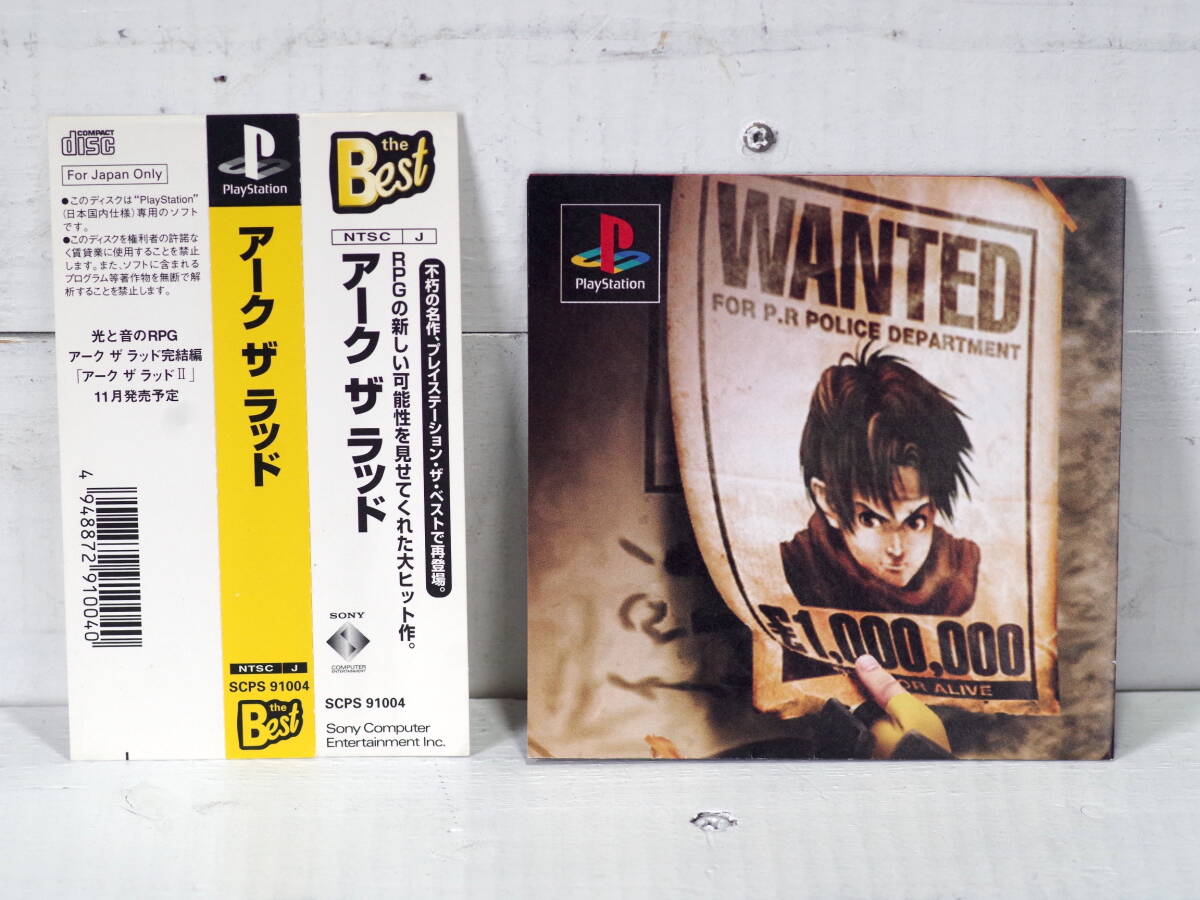 COMPACT
disc
For Japan Only
●このディスクは“PlayStation”
(日本国内仕様)専用のソフト
です。
●このディスクを権利者の許諾な
く賃貸業に使用することを禁止
します。また、ソフトに含まれる
プログラム等著作物を無断で解
析することを禁止します。
光と音のRPG
アーク ザ ラッド完結編
「アーク ザ ラッドⅡ」
11月発売予定
4 948872 910040
PlayStation
アーク ザ ラッド
NTSC J
SCPS 91004
the
Best
the
Best
NTSC J
不朽の名作、プレイステーション・ザ・ベストで再登場。
RPGの新しい可能性を見せてくれた大ヒット作。
アーク ザ ラッド
SONY
COMPUTER
ENTERTAINMENT
SCPS 91004
Sony Computer
Entertainment Inc.
PlayStation
WANTED
FOR P.R POLICE DEPARTMENT
¥1,000,000
OR ALIVE